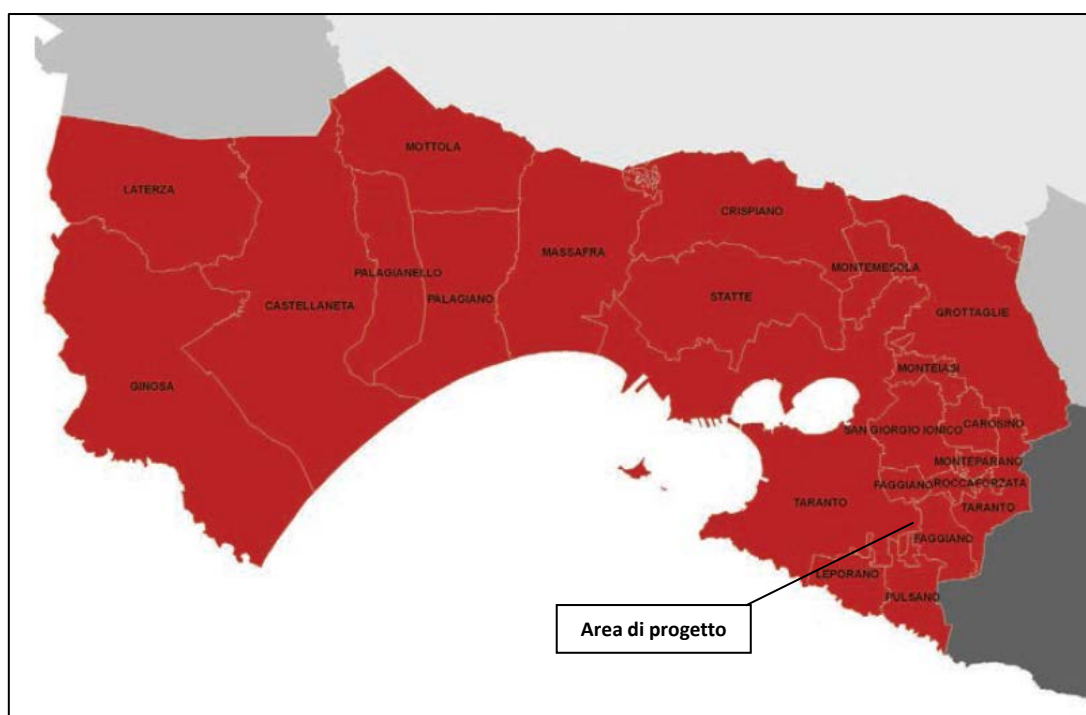 MOTTOLA
LATERZA
CRISPIANO
MASSAFRA
MONTEMESOLA
PALAGIANELLO
PALAGIANO
CASTELLANETA
STATTE
GROTTAGLIE
MONTEIASI
GINOSA
SAN GIORGIO IONICO
CAROSINO
MONTEPARANO
FAGGIANO
ROCCAFORZATA
TARANTO
TARANTO
FAGGIANO
LEPORANO
PULSANO
Area di progetto